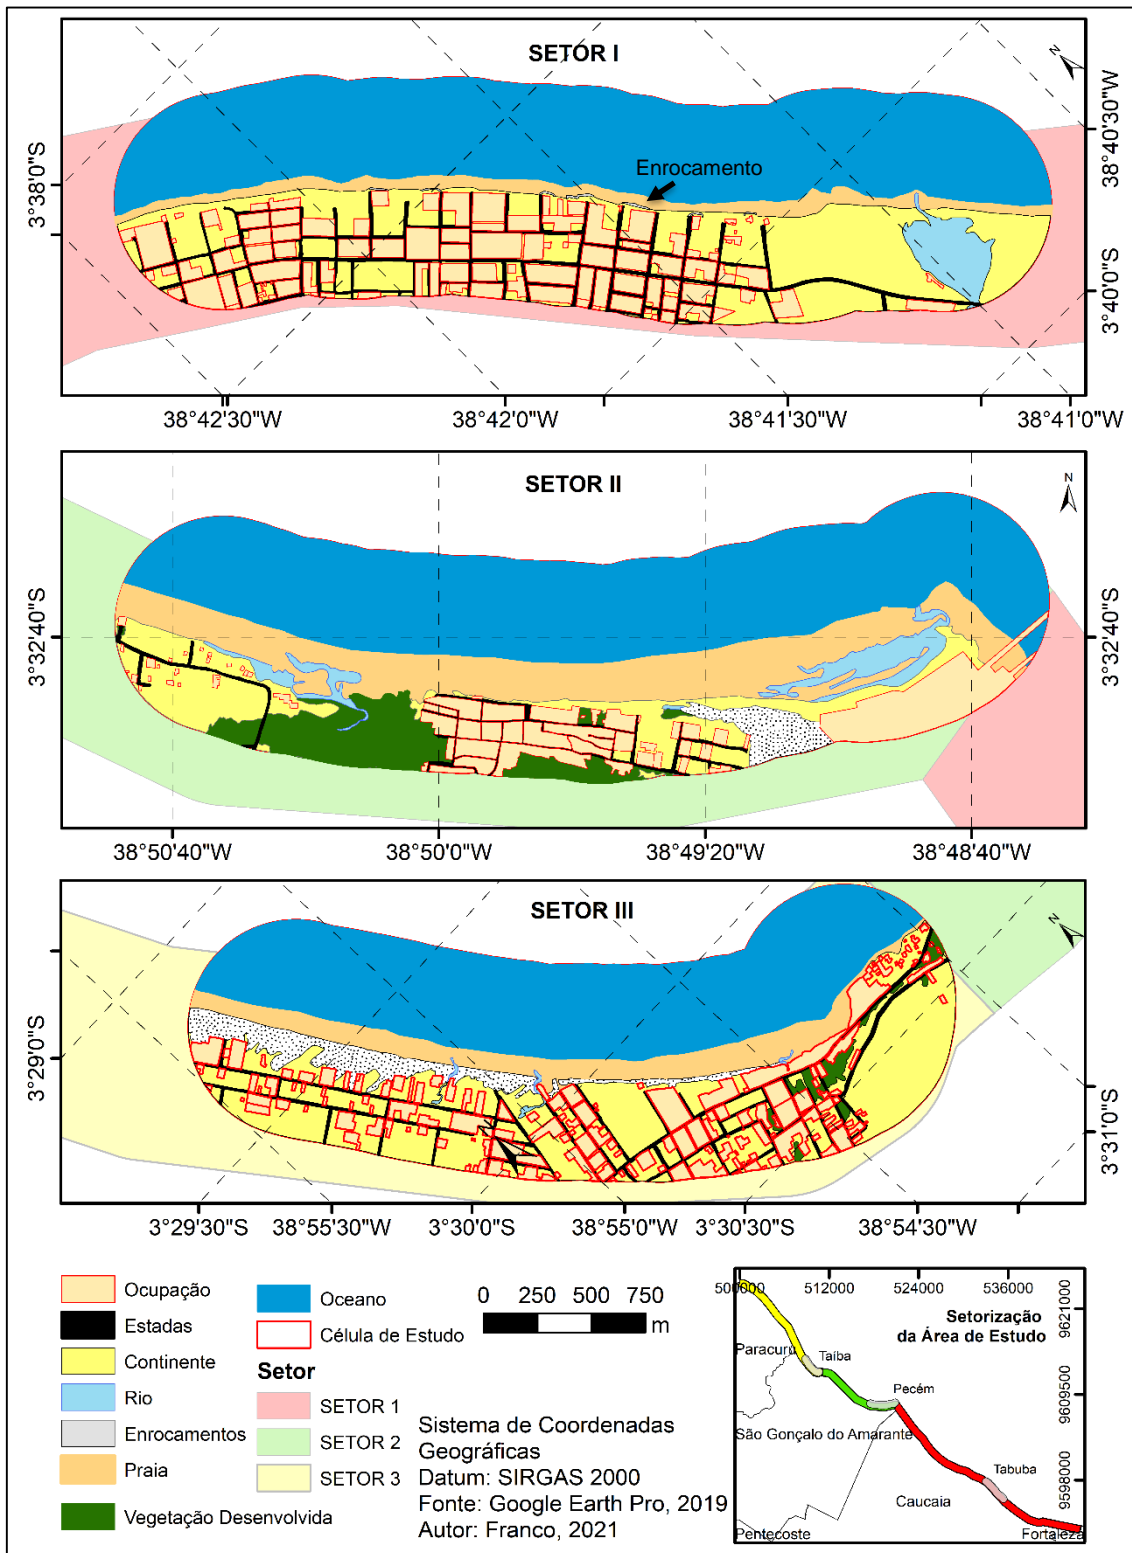 SETOR I
N
Enrocamento
3°38'0"S
38°40'30"W
3°40'0"S
38°42'30"W
38°42'0"W
38°41'30"W
38°41'0"W
SETOR II
N
3°32'40"S
3°32'40"S
38°50'40"W
38°50'0"W
38°49'20"W
38°48'40"W
SETOR III
N
3°29'0"S
3°31'0"S
N
3°29'30"S
38°55'30"W
3°30'0"S
38°55'0"W
3°30'30"S
38°54'30"W
Ocupação
Estadas
Continente
Rio
Enrocamentos
Praia
Vegetação Desenvolvida
Oceano
Célula de Estudo
Setor
SETOR 1
SETOR 2
SETOR 3
0 250 500 750
m
Sistema de Coordenadas
Geográficas
Datum: SIRGAS 2000
Fonte: Google Earth Pro, 2019
Autor: Franco, 2021
500000 512000 524000 536000
Setorização
da Área de Estudo
9621000
9609500
9598000
Paracuru
Taíba
Pecém
São Gonçalo do Amarante
Tabuba
Caucaia
Pentecoste
Fortaleza